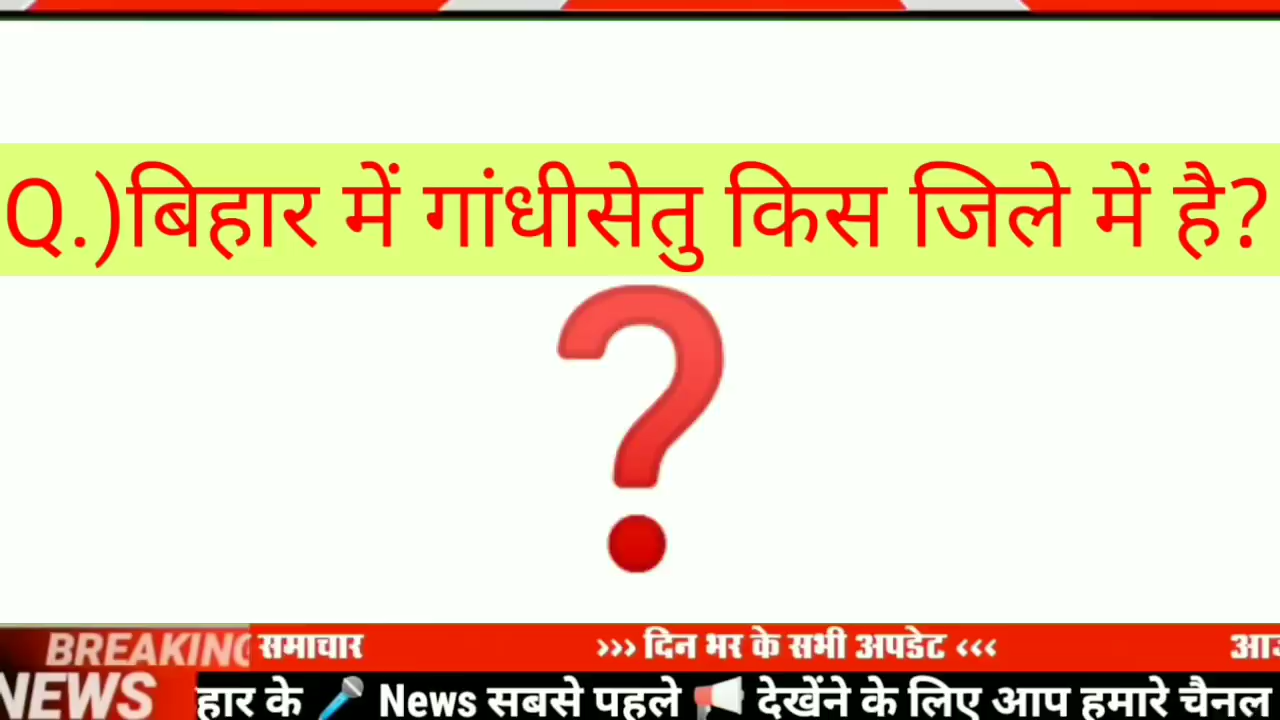 Q.)बिहार में गांधीसेतु किस जिले में है?
❓
BREAKING समाचार >>> दिन भर के सभी अपडेट <<<
NEWS हार के 🎤 News सबसे पहले 📢 देखेंने के लिए आप हमारे चैनल